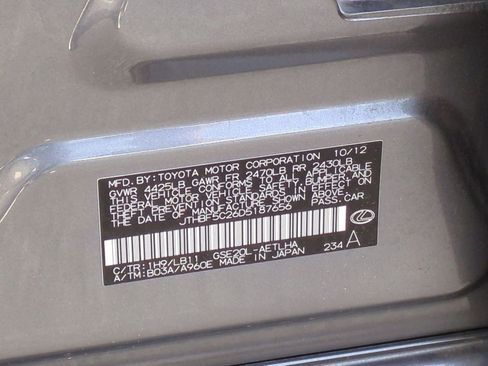 MFD. BY: TOYOTA MOTOR CORPORATION 10/12
GVWR 4425LB GAWR FR 2470LB RR 2430LB
THIS VEHICLE CONFORMS TO ALL APPLICABLE
FEDERAL MOTOR VEHICLE SAFETY, BUMPER, AND
THEFT PREVENTION STANDARDS IN EFFECT ON
THE DATE OF MANUFACTURE SHOWN ABOVE.
JTHBF5C26D5187656 PASS. CAR
C/TR: 1H9/LB11 GSE20L-AETLHA 234 A
A/TM: B03A/A960E MADE IN JAPAN